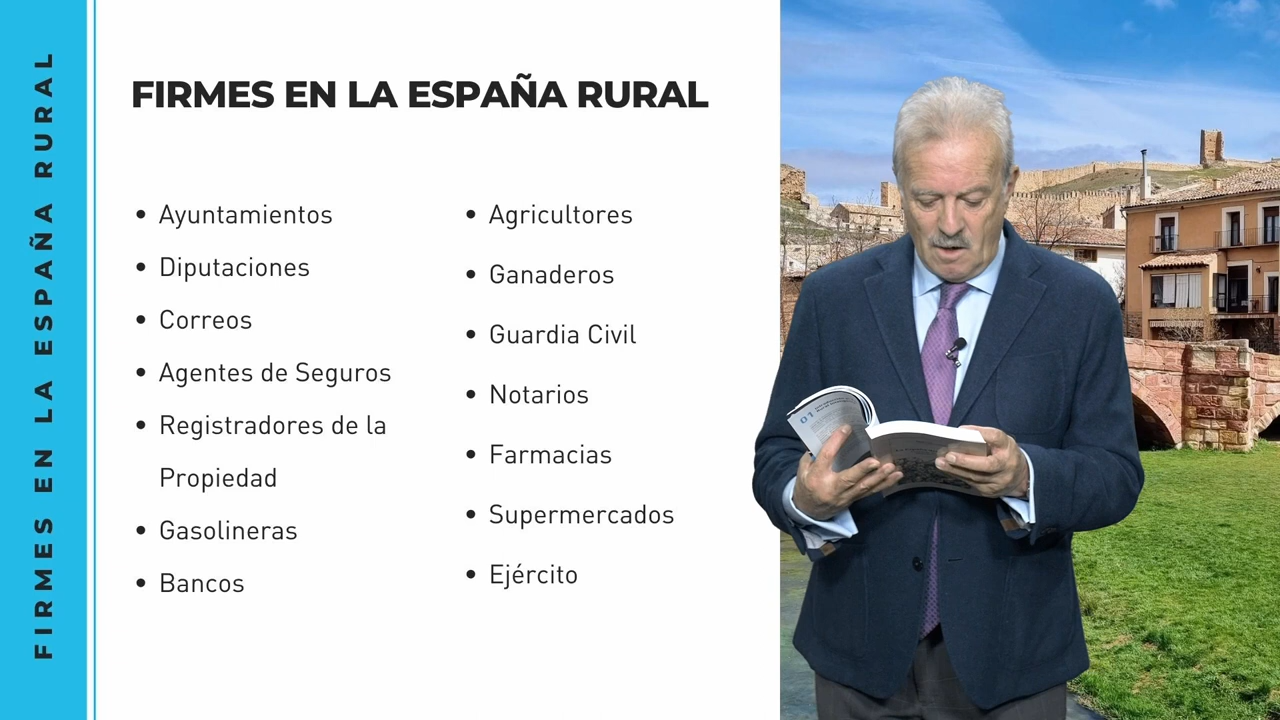 FIRMES EN LA ESPAÑA RURAL
FIRMES EN LA ESPAÑA RURAL
Ayuntamientos
Diputaciones
Correos
Agentes de Seguros
Registradores de la
Propiedad
Gasolineras
Bancos
Agricultores
Ganaderos
Guardia Civil
Notarios
Farmacias
Supermercados
Ejército
01